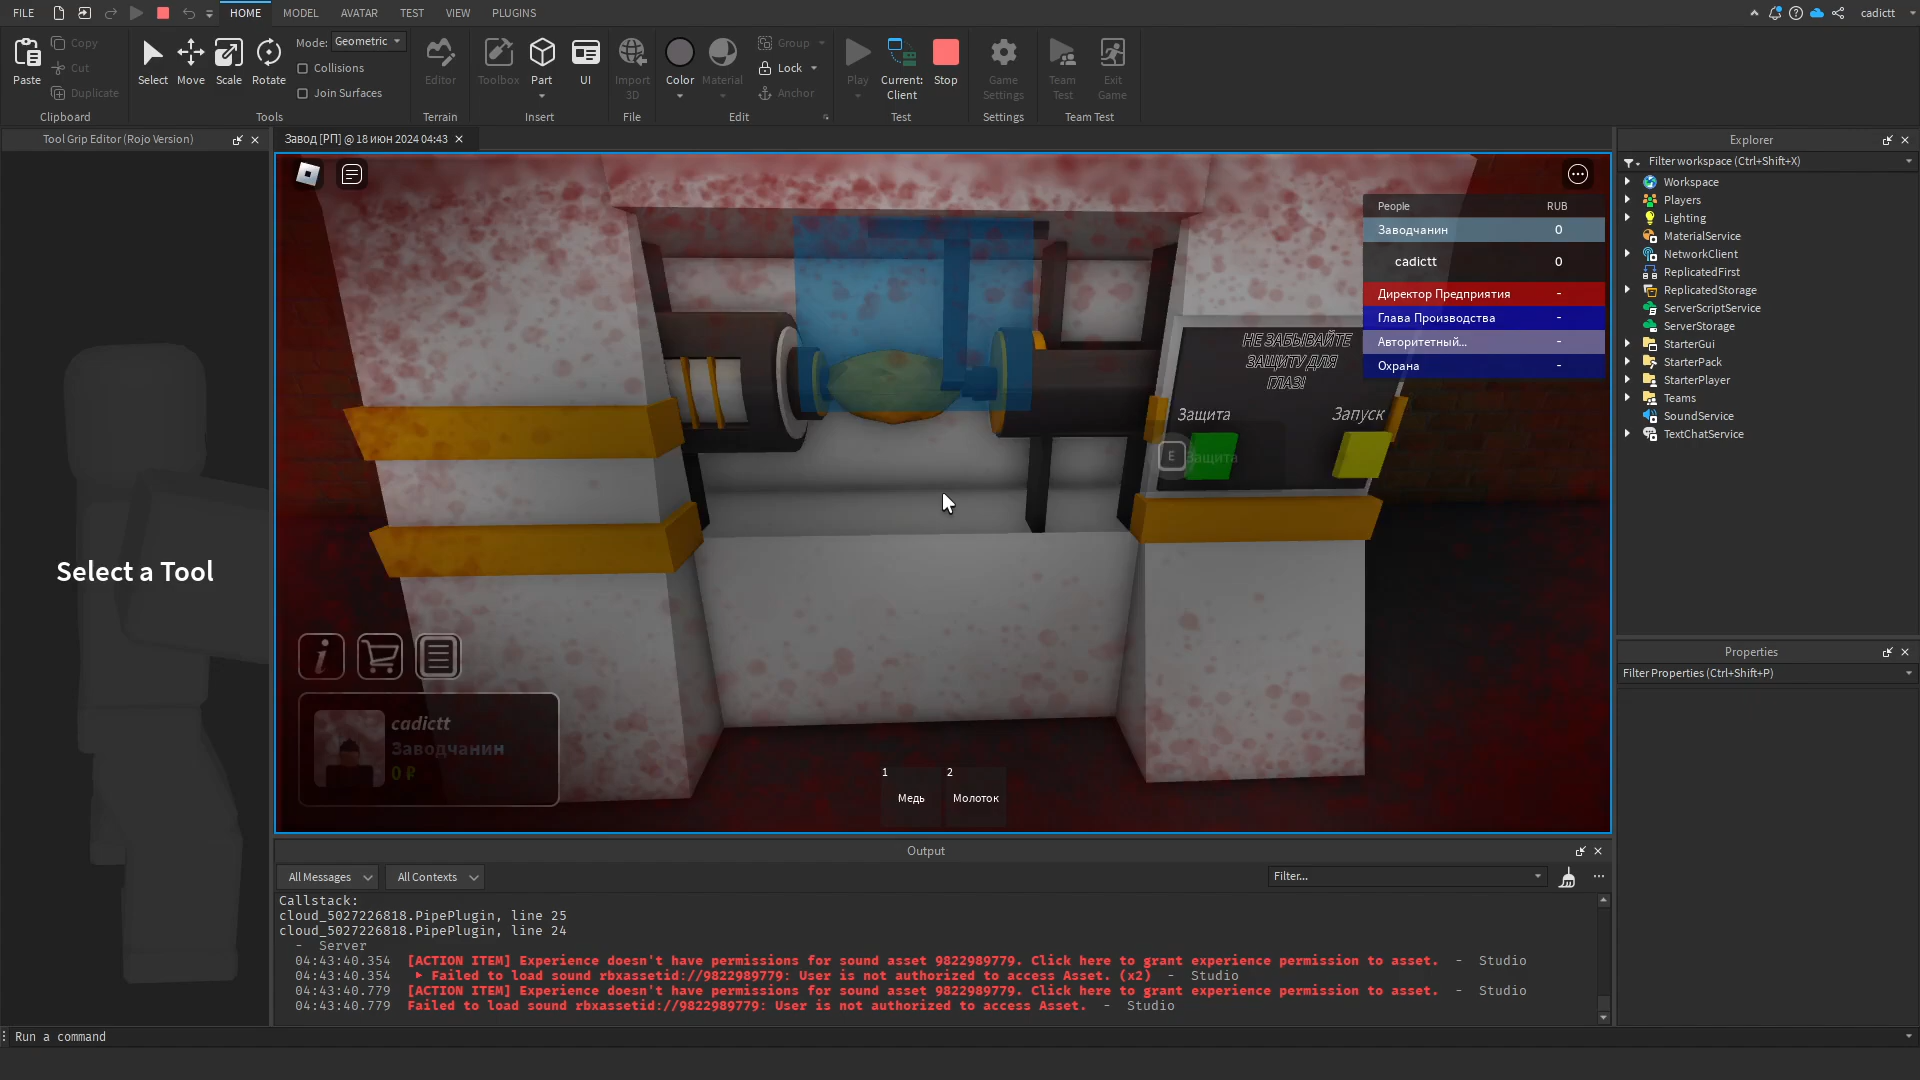 FILE
HOME
MODEL
AVATAR
TEST
VIEW
PLUGINS
cadictt
Paste
Copy
Cut
Duplicate
Clipboard
Select
Move
Scale
Rotate
Mode: Geometric
Collisions
Join Surfaces
Tools
Editor
Terrain
Toolbox
Part
UI
Insert
Import
3D
File
Color
Material
Group
Lock
Anchor
Edit
Play
Current:
Client
Stop
Test
Game
Settings
Settings
Team
Test
Exit
Game
Team Test
Tool Grip Editor (Rojo Version)
Select a Tool
Завод [РП] @ 18 июн 2024 04:43
People RUB
Заводчанин 0
cadictt 0
Директор Предприятия -
Глава Производства -
Авторитетный... -
Охрана -
НЕ ЗАБЫВАЙТЕ
ЗАЩИТУ ДЛЯ
ГЛАЗ!
Защита Запуск
E Защита
i
cadictt
Заводчанин
0 ₽
1
Медь
2
Молоток
Explorer
Filter workspace (Ctrl+Shift+X)
Workspace
Players
Lighting
MaterialService
NetworkClient
ReplicatedFirst
ReplicatedStorage
ServerScriptService
ServerStorage
StarterGui
StarterPack
StarterPlayer
Teams
SoundService
TextChatService
Properties
Filter Properties (Ctrl+Shift+P)
Output
All Messages
All Contexts
Filter...
Callstack:
cloud_5027226818.PipePlugin, line 25
cloud_5027226818.PipePlugin, line 24
- Server
04:43:40.354 [ACTION ITEM] Experience doesn't have permissions for sound asset 9822989779. Click here to grant experience permission to asset. - Studio
04:43:40.354 Failed to load sound rbxassetid://9822989779: User is not authorized to access Asset. (x2) - Studio
04:43:40.779 [ACTION ITEM] Experience doesn't have permissions for sound asset 9822989779. Click here to grant experience permission to asset. - Studio
04:43:40.779 Failed to load sound rbxassetid://9822989779: User is not authorized to access Asset. - Studio
Run a command